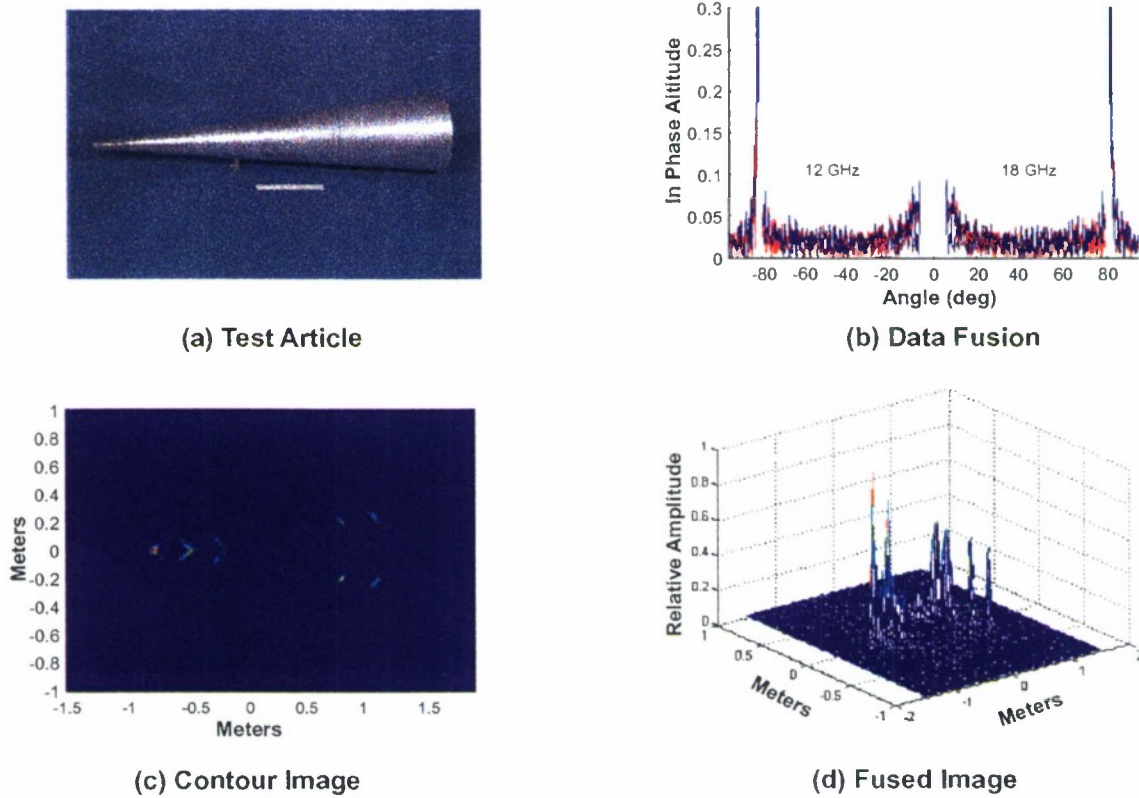 (a) Test Article
In Phase Altitude
0.3
0.25
0.2
0.15
0.1
0.05
0
12 GHz
18 GHz
-80 -60 -40 -20 0 20 40 60 80
Angle (deg)
(b) Data Fusion
Meters
1
0.8
0.6
0.4
0.2
0
-0.2
-0.4
-0.6
-0.8
-1
-1.5 -1 -0.5 0 0.5 1 1.5
Meters
(c) Contour Image
Relative Amplitude
1
0.8
0.6
0.4
0.2
0
1
0.5
0
-0.5
-1
Meters
-2
-1
0
1
2
Meters
(d) Fused Image